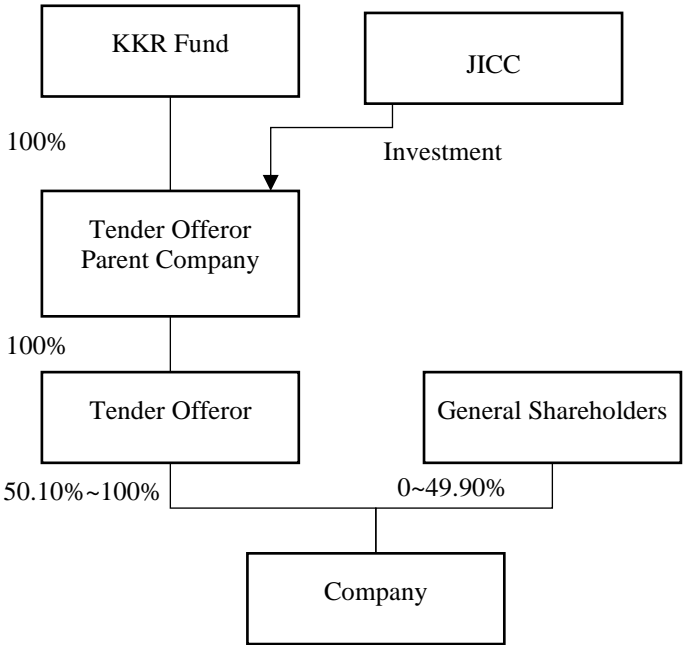 KKR Fund
JICC
100%
Investment
Tender Offeror
Parent Company
100%
Tender Offeror
General Shareholders
50.10%~100%
0~49.90%
Company